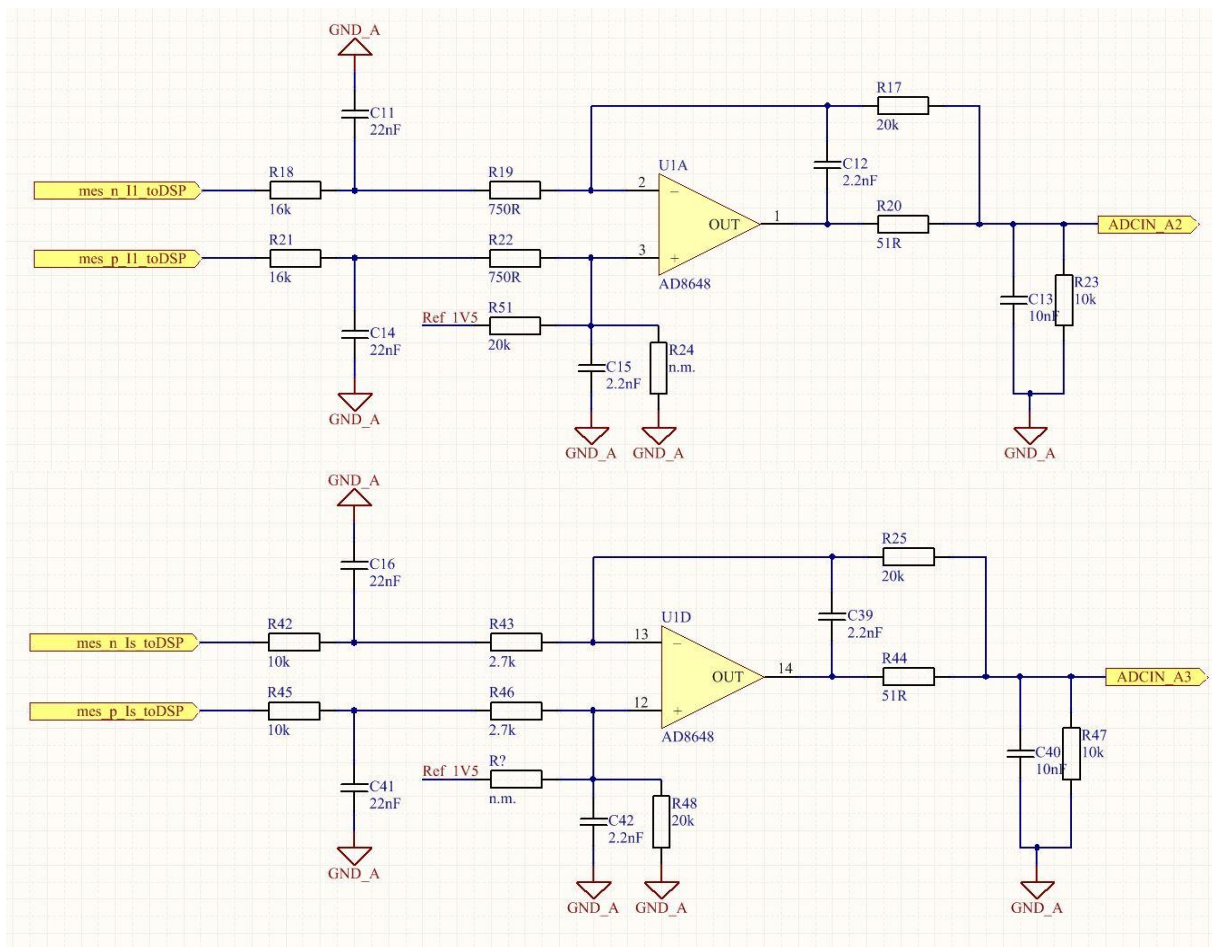 GND_A
C11
22nF
R17
20k
U1A
C12
2.2nF
R18
R19
mes_n_I1_toDSP
2
16k
750R
R20
OUT
1
ADCIN_A2
51R
R21
R22
mes_p_I1_toDSP
3
16k
750R
AD8648
R23
C13
10k
10nF
R51
Ref_1V5
20k
C14
22nF
R24
n.m.
C15
2.2nF
GND_A
GND_A
GND_A
GND_A
GND_A
C16
22nF
R25
20k
U1D
C39
2.2nF
R42
R43
mes_n_Is_toDSP
13
10k
2.7k
R44
OUT
14
ADCIN_A3
51R
R45
R46
mes_p_Is_toDSP
12
10k
2.7k
AD8648
R47
C40
10k
10nF
R?
Ref_1V5
n.m.
C41
22nF
R48
20k
C42
2.2nF
GND_A
GND_A
GND_A
GND_A